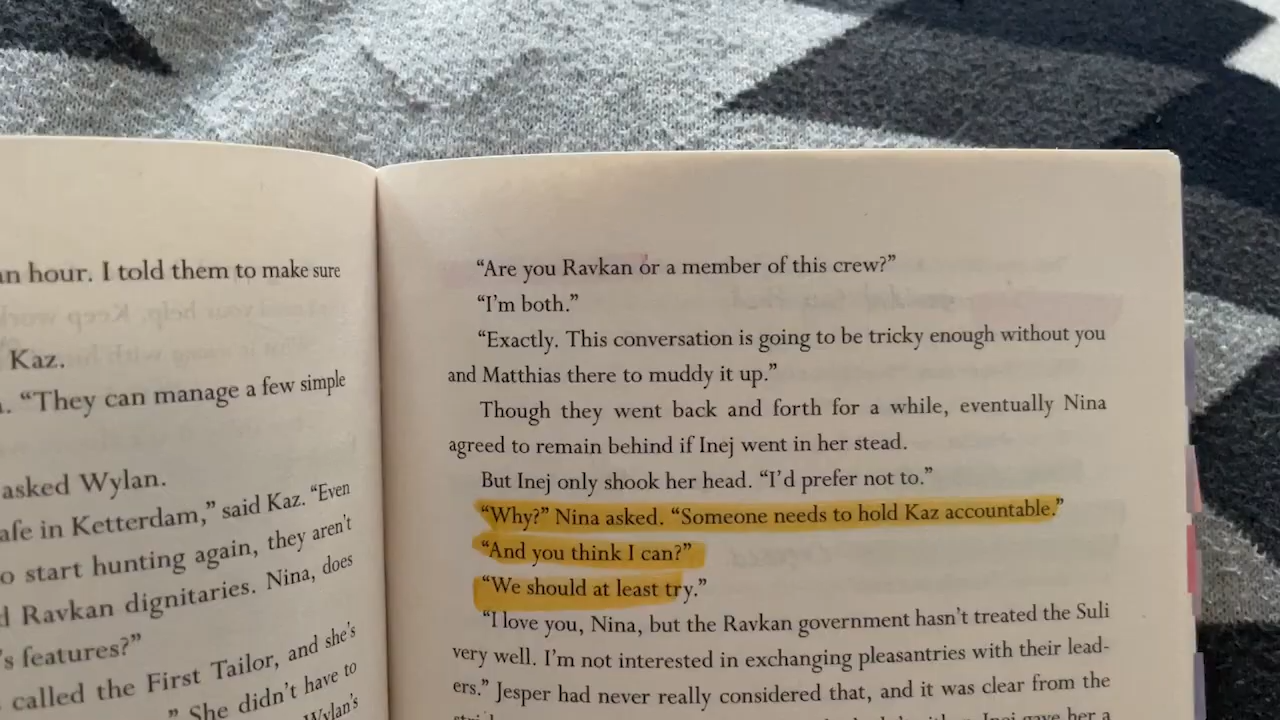 an hour. I told them to make sure
Kaz.
“They can manage a few simple
asked Wylan.
afe in Ketterdam,” said Kaz. “Even
o start hunting again, they aren’t
d Ravkan dignitaries. Nina, does
’s features?”
called the First Tailor, and she’s
” She didn’t have to
Wylan’s
“Are you Ravkan or a member of this crew?”
“I’m both.”
“Exactly. This conversation is going to be tricky enough without you
and Matthias there to muddy it up.”
Though they went back and forth for a while, eventually Nina
agreed to remain behind if Inej went in her stead.
But Inej only shook her head. “I’d prefer not to.”
“Why?” Nina asked. “Someone needs to hold Kaz accountable.”
“And you think I can?”
“We should at least try.”
“I love you, Nina, but the Ravkan government hasn’t treated the Suli
very well. I’m not interested in exchanging pleasantries with their lead-
ers.” Jesper had never really considered that, and it was clear from the
Inej gave her a